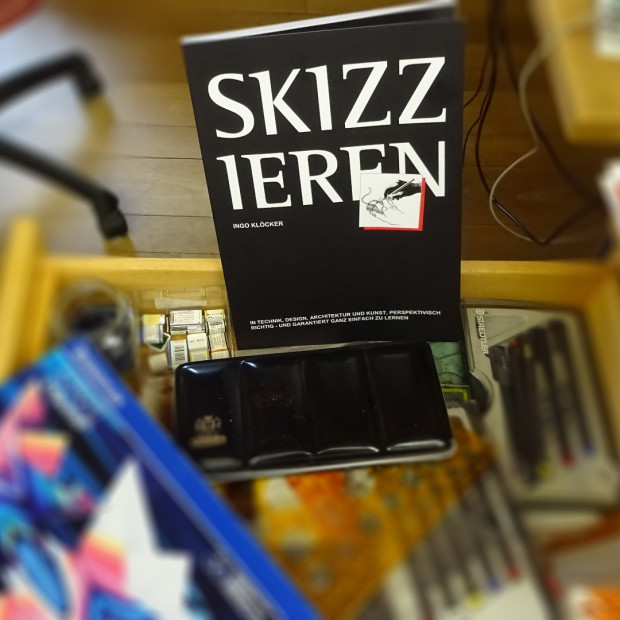 SKIZZ
IEREN
INGO KLÖCKER
IN TECHNIK, DESIGN, ARCHITEKTUR UND KUNST, PERSPEKTIVISCH
RICHTIG - UND GARANTIERT GANZ EINFACH ZU LERNEN
STAEDTLER